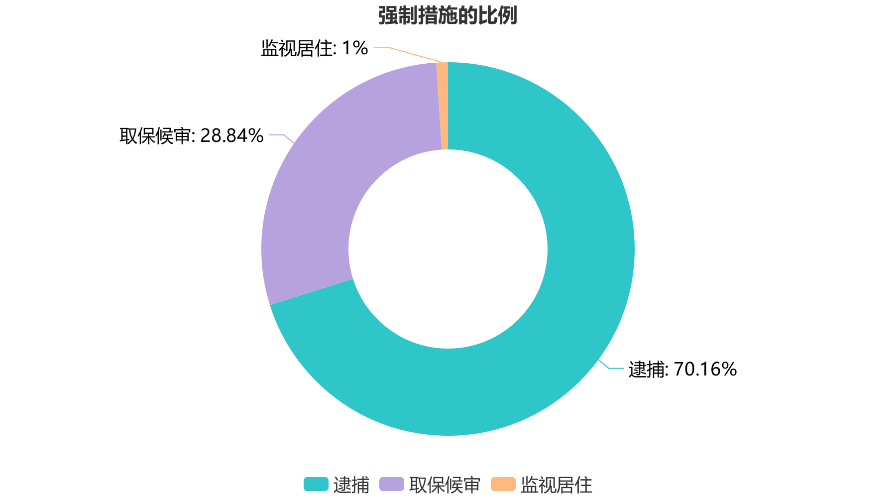 强制措施的比例
监视居住: 1%
取保候审: 28.84%
逮捕: 70.16%
逮捕 取保候审 监视居住